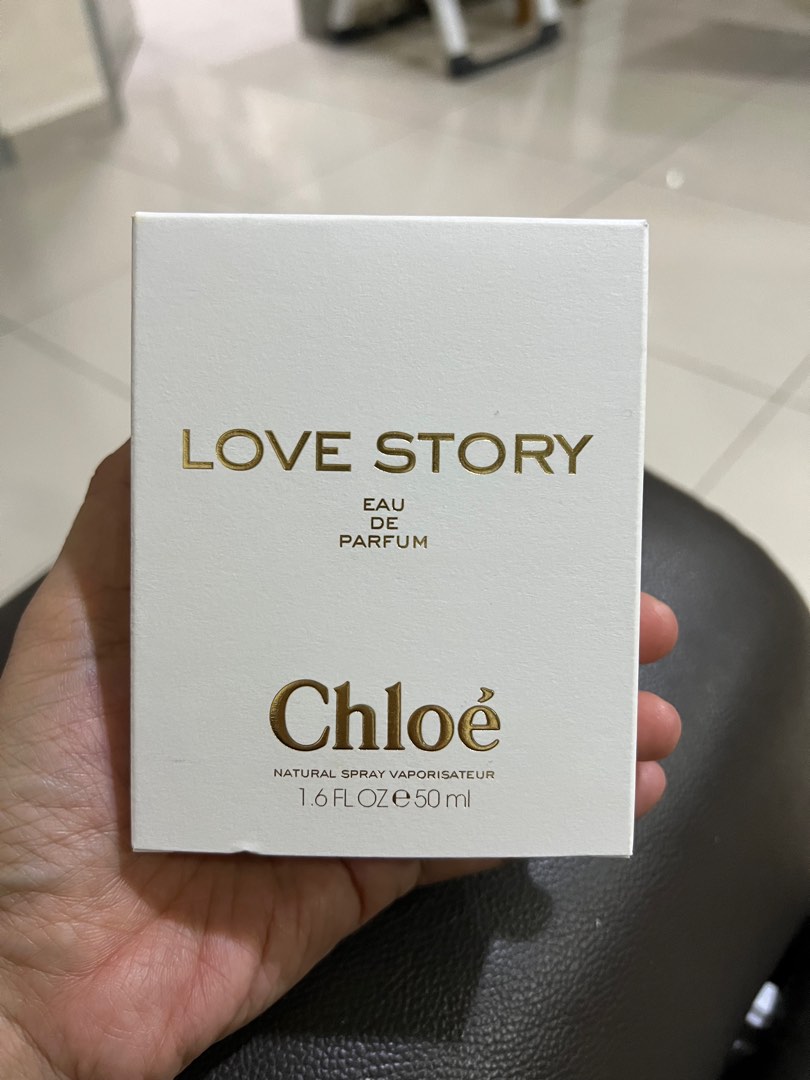 LOVE STORY
EAU
DE
PARFUM
Chloé
NATURAL SPRAY VAPORISATEUR
1.6 FL OZ e 50 ml